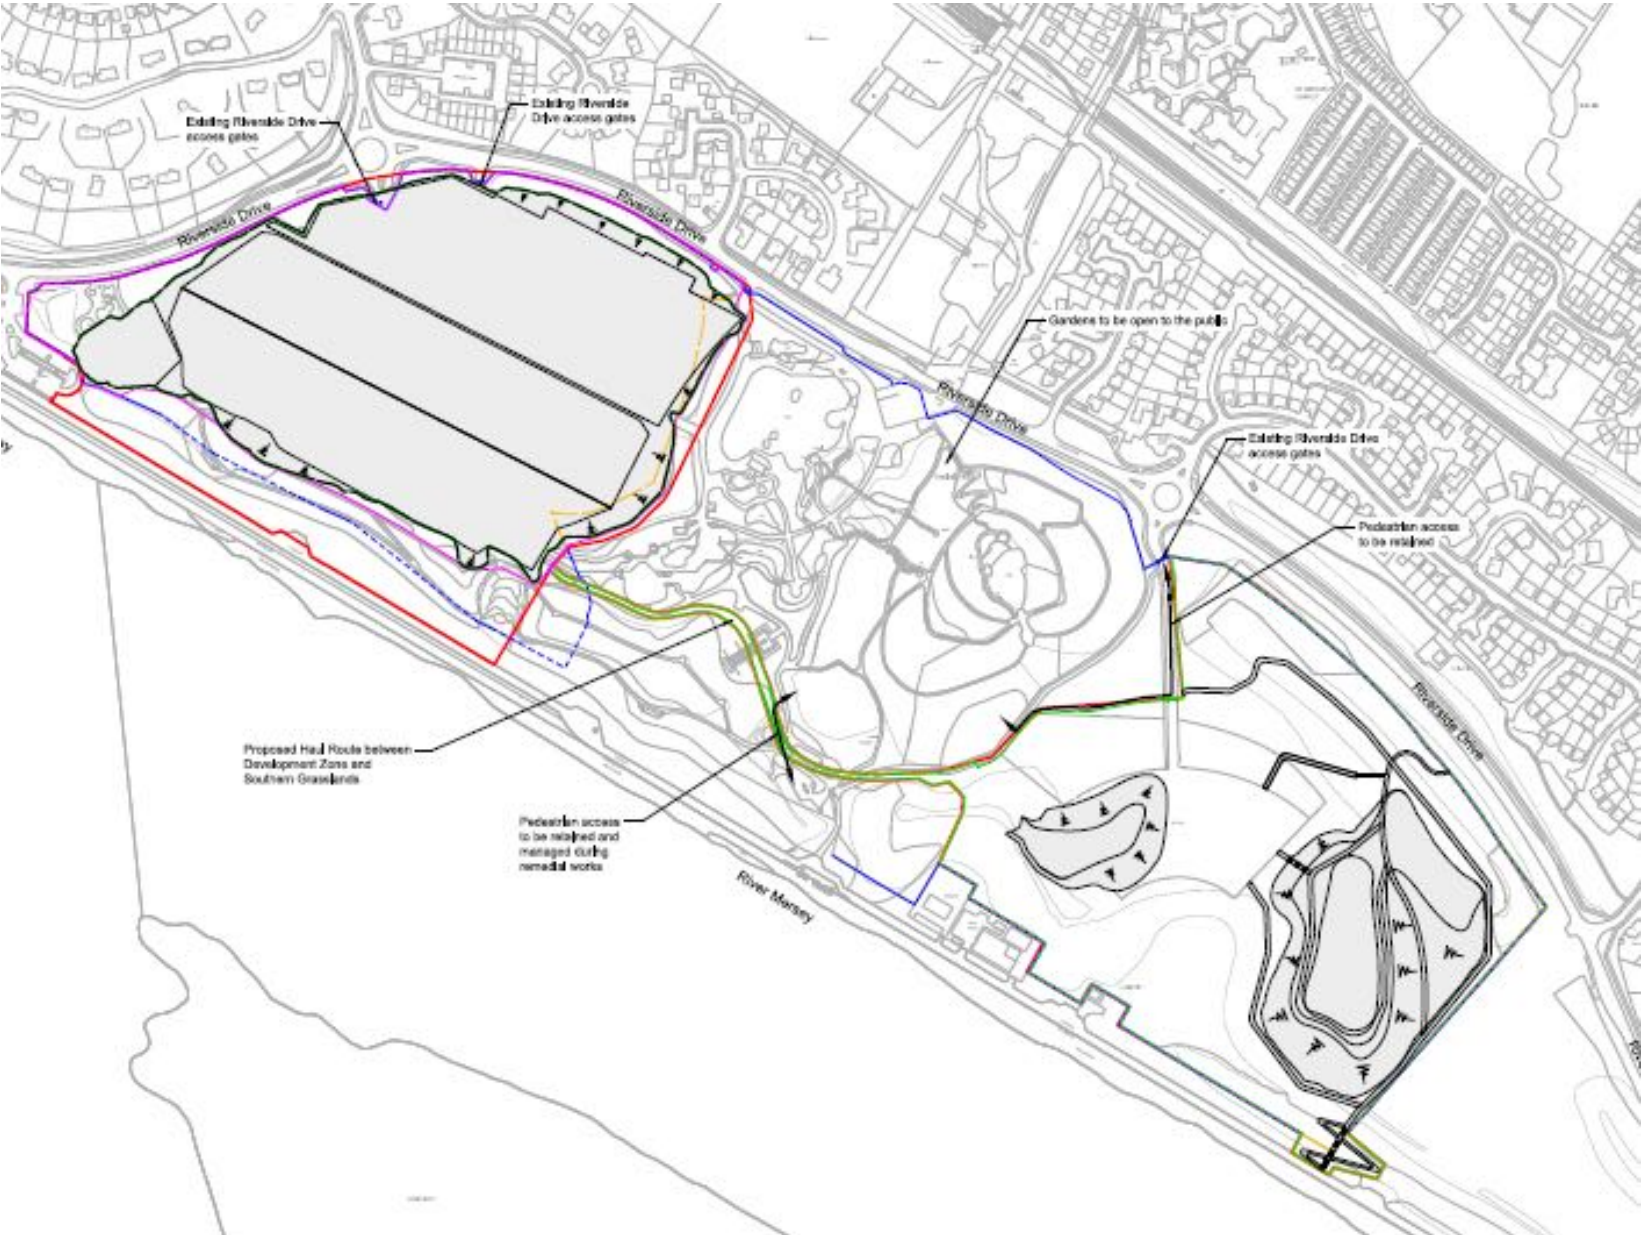 Existing Riverside Drive
access gates
Existing Riverside
Drive access gates
Riverside Drive
Riverside Drive
Gardens to be open to the public
Riverside Drive
Existing Riverside Drive
access gates
Pedestrian access
to be retained
Riverside Drive
Proposed Haul Route between
Development Zone and
Southern Grasslands
Pedestrian access
to be retained and
managed during
remedial works
River Mersey